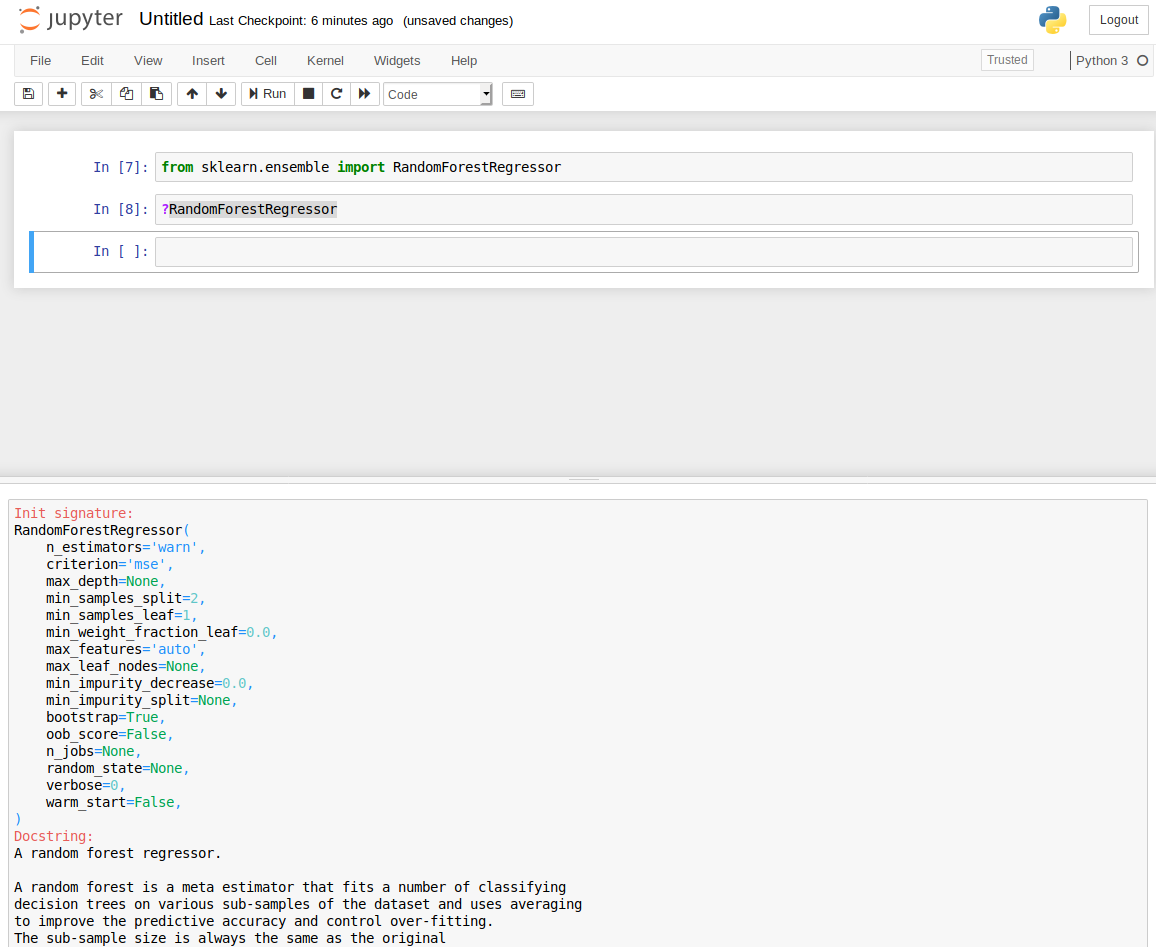 jupyter Untitled Last Checkpoint: 6 minutes ago (unsaved changes) Logout
File Edit View Insert Cell Kernel Widgets Help Trusted Python 3
Run Code
In [7]: from sklearn.ensemble import RandomForestRegressor
In [8]: ?RandomForestRegressor
In [ ]:
Init signature:
RandomForestRegressor(
    n_estimators='warn',
    criterion='mse',
    max_depth=None,
    min_samples_split=2,
    min_samples_leaf=1,
    min_weight_fraction_leaf=0.0,
    max_features='auto',
    max_leaf_nodes=None,
    min_impurity_decrease=0.0,
    min_impurity_split=None,
    bootstrap=True,
    oob_score=False,
    n_jobs=None,
    random_state=None,
    verbose=0,
    warm_start=False,
)
Docstring:
A random forest regressor.

A random forest is a meta estimator that fits a number of classifying
decision trees on various sub-samples of the dataset and uses averaging
to improve the predictive accuracy and control over-fitting.
The sub-sample size is always the same as the original